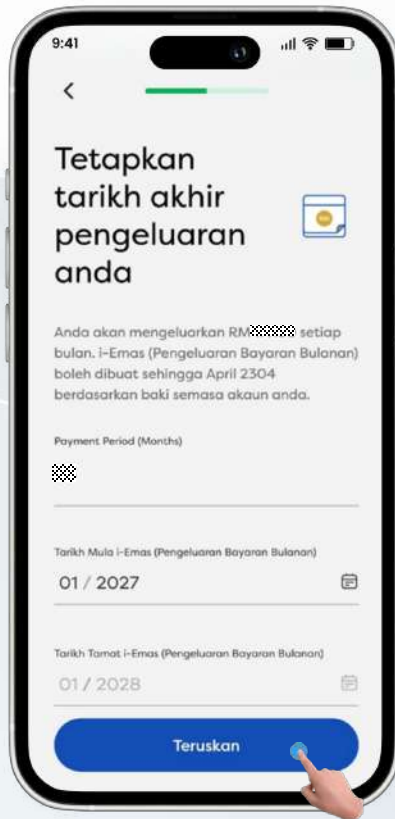 9:41
Tetapkan
tarikh akhir
pengeluaran
anda
Anda akan mengeluarkan RM setiap
bulan. i-Emas (Pengeluaran Bayaran Bulanan)
boleh dibuat sehingga April 2304
berdasarkan baki semasa akaun anda.
Payment Period (Months)
Tarikh Mula i-Emas (Pengeluaran Bayaran Bulanan)
01 / 2027
Tarikh Tamat i-Emas (Pengeluaran Bayaran Bulanan)
01 / 2028
Teruskan